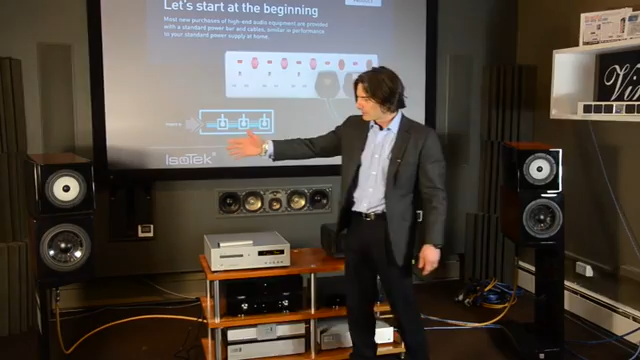 Let's start at the beginning
Most new purchases of high-end audio equipment are provided
with a standard power bar and cables, similar in performance
to your standard power supply at home.
IsoTek